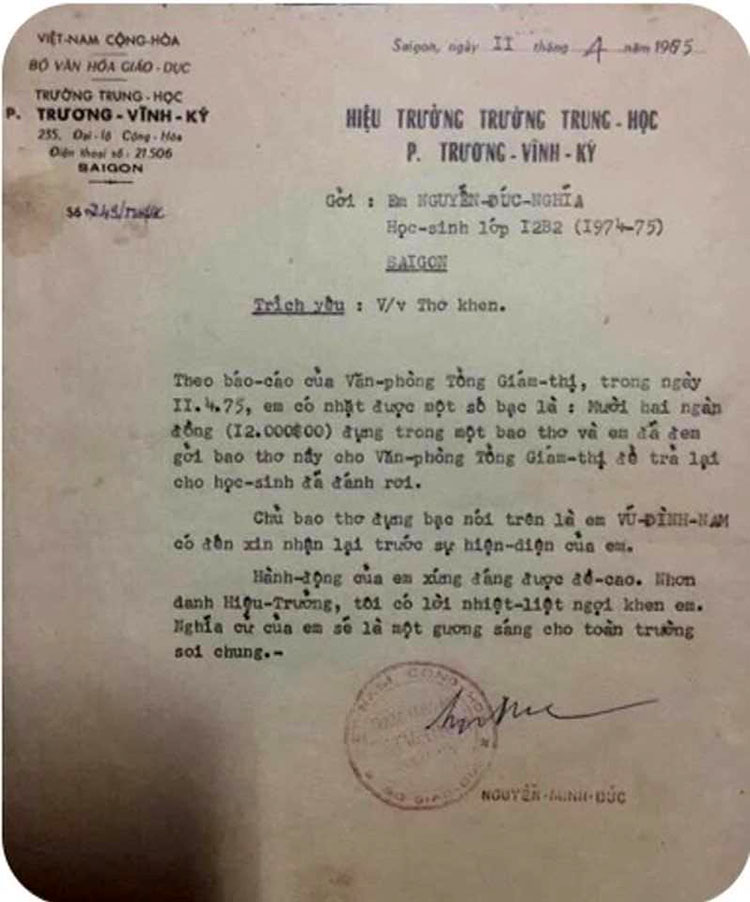 VIỆT-NAM CỘNG-HÒA
BỘ VĂN HÓA GIÁO-DỤC
TRƯỜNG TRUNG-HỌC
P. TRƯƠNG-VĨNH-KÝ
235, Đại-lộ Cộng-Hòa
Điện thoại số - 21.506
SAIGON
Số
Saigon, ngày II tháng 4 năm 1975
HIỆU TRƯỞNG TRƯỜNG TRUNG-HỌC
P. TRƯƠNG-VĨNH-KÝ
Gởi : Em NGUYỄN-ĐỨC-NGHĨA
Học-sinh lớp I2B2 (I974-75)
SAIGON
Trích yếu : V/v Thơ khen.
Theo báo-cáo của Văn-phòng Tổng Giám-thị, trong ngày
II.4.75, em có nhặt được một số bạc là : Mười hai ngàn
đồng (I2.000$00) đựng trong một bao thơ và em đã đem
gởi bao thơ nầy cho Văn-phòng Tổng Giám-thị để trả lại
cho học-sinh đã đánh rơi.
Chủ bao thơ đựng bạc nói trên là em VŨ-ĐÌNH-NAM
có đến xin nhận lại trước sự hiện-diện của em.
Hành-động của em xứng đáng được đề-cao. Nhơn
danh Hiệu-Trưởng, tôi có lời nhiệt-liệt ngợi khen em.
Nghĩa cử của em sẽ là một gương sáng cho toàn trường
soi chung.-
NGUYỄN-MINH-ĐỨC